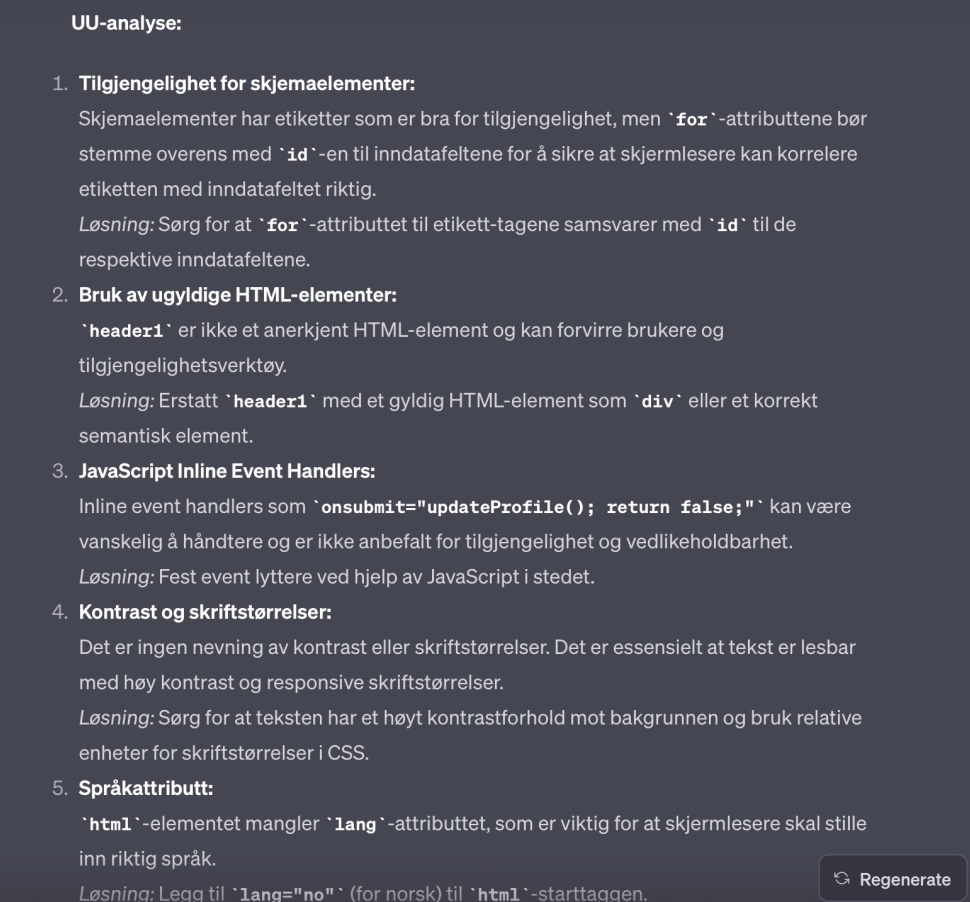 UU-analyse:
1. Tilgjengelighet for skjemaelementer:
Skjemaelementer har etiketter som er bra for tilgjengelighet, men `for`-attributtene bør
stemme overens med `id`-en til inndatafeltene for å sikre at skjermlesere kan korrelere
etiketten med inndatafeltet riktig.
Løsning: Sørg for at `for`-attributtet til etikett-tagene samsvarer med `id` til de
respektive inndatafeltene.
2. Bruk av ugyldige HTML-elementer:
`header1` er ikke et anerkjent HTML-element og kan forvirre brukere og
tilgjengelighetsverktøy.
Løsning: Erstatt `header1` med et gyldig HTML-element som `div` eller et korrekt
semantisk element.
3. JavaScript Inline Event Handlers:
Inline event handlers som `onsubmit="updateProfile(); return false;"` kan være
vanskelig å håndtere og er ikke anbefalt for tilgjengelighet og vedlikeholdbarhet.
Løsning: Fest event lyttere ved hjelp av JavaScript i stedet.
4. Kontrast og skriftstørrelser:
Det er ingen nevning av kontrast eller skriftstørrelser. Det er essensielt at tekst er lesbar
med høy kontrast og responsive skriftstørrelser.
Løsning: Sørg for at teksten har et høyt kontrastforhold mot bakgrunnen og bruk relative
enheter for skriftstørrelser i CSS.
5. Språkattributt:
`html`-elementet mangler `lang`-attributtet, som er viktig for at skjermlesere skal stille
inn riktig språk.
Løsning: Legg til `lang="no"` (for norsk) til `html`-starttaggen.
Regenerate